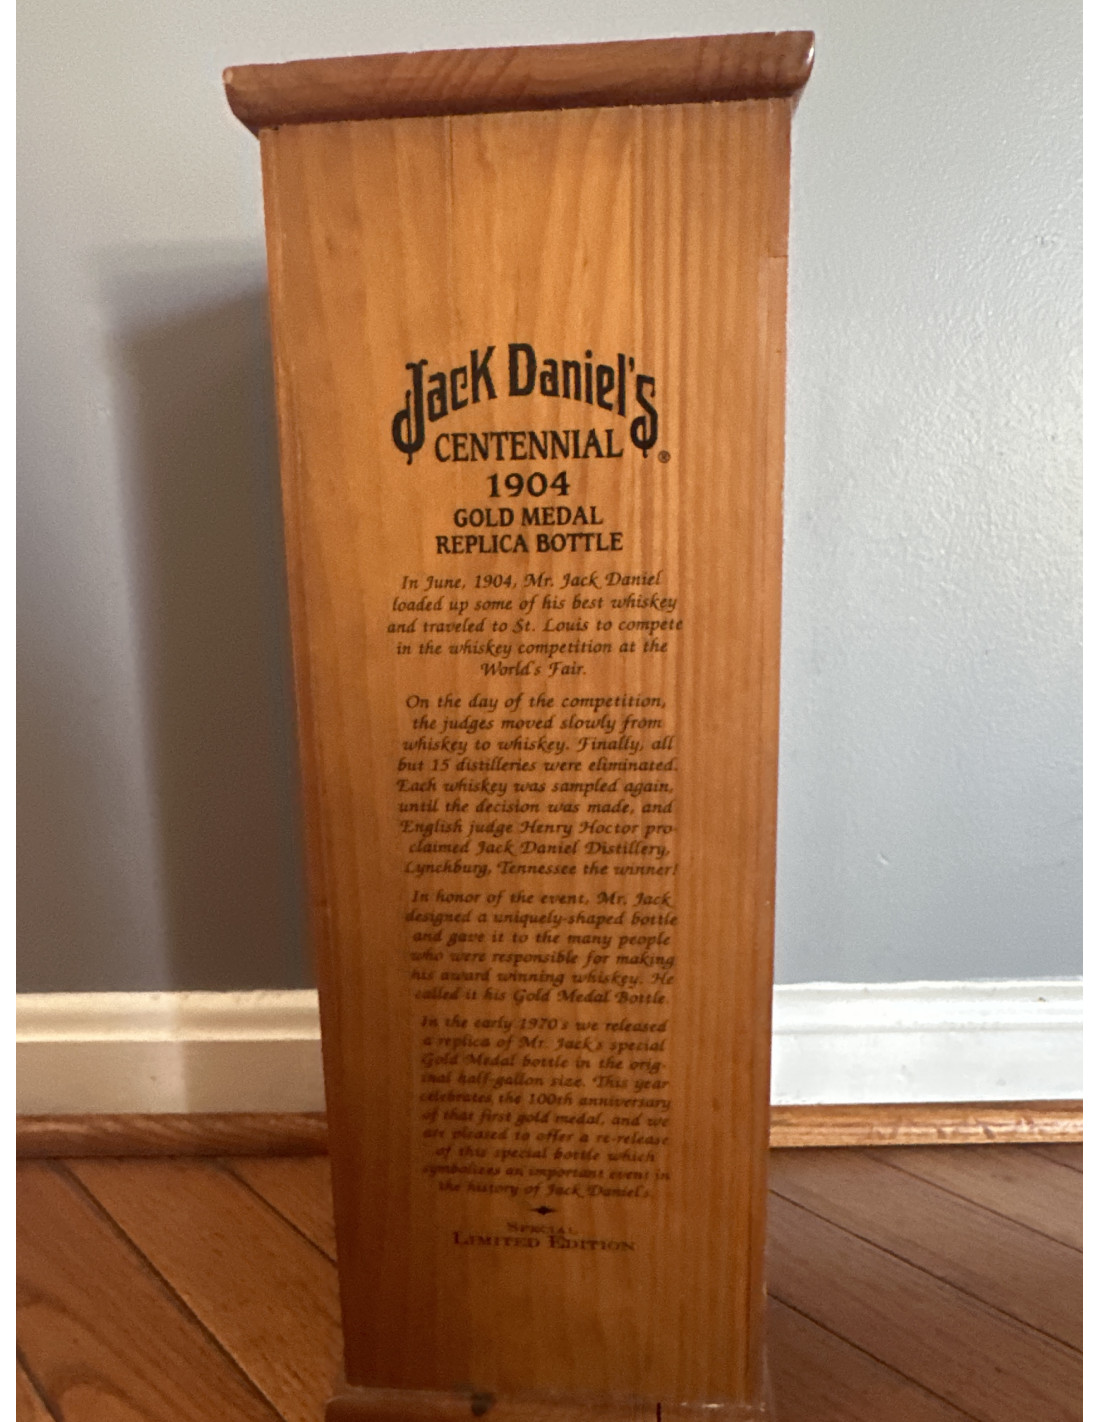 Jack Daniel's
CENTENNIAL ®
1904
GOLD MEDAL
REPLICA BOTTLE
In June, 1904, Mr. Jack Daniel
loaded up some of his best whiskey
and traveled to St. Louis to compete
in the whiskey competition at the
World's Fair.
On the day of the competition,
the judges moved slowly from
whiskey to whiskey. Finally, all
but 15 distilleries were eliminated.
Each whiskey was sampled again,
until the decision was made, and
English judge Henry Hoctor pro-
claimed Jack Daniel Distillery,
Lynchburg, Tennessee the winner!
In honor of the event, Mr. Jack
designed a uniquely-shaped bottle
and gave it to the many people
who were responsible for making
his award winning whiskey. He
called it his Gold Medal Bottle.
In the early 1970's we released
a replica of Mr. Jack's special
Gold Medal bottle in the orig-
inal half-gallon size. This year
celebrates the 100th anniversary
of that first gold medal, and we
are pleased to offer a re-release
of this special bottle which
symbolizes an important event in
the history of Jack Daniel's.
SPECIAL
LIMITED EDITION